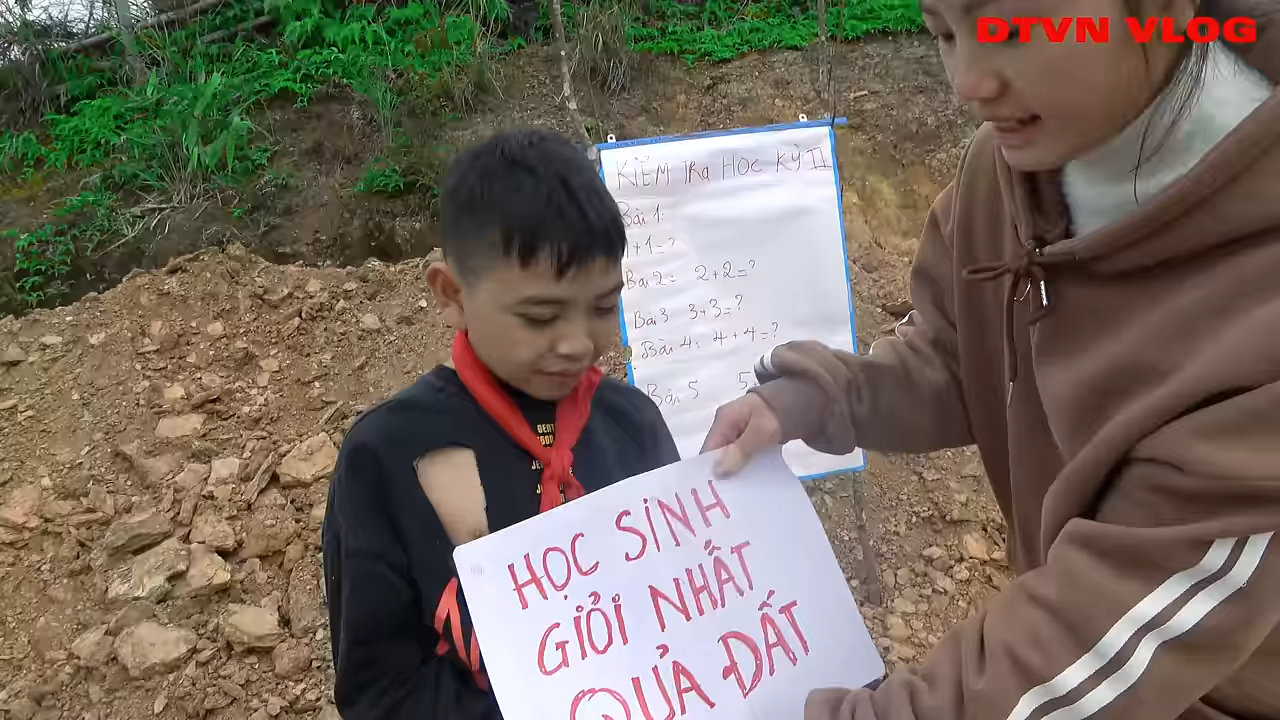 DTVN VLOG
KIỂM TRA HỌC KỲ II
Bài 1:
1+1=?
Bài 2: 2+2=?
Bài 3 3+3=?
Bài 4: 4+4=?
Bài 5 5+
HỌC SINH
GIỎI NHẤT
QUẢ ĐẤT